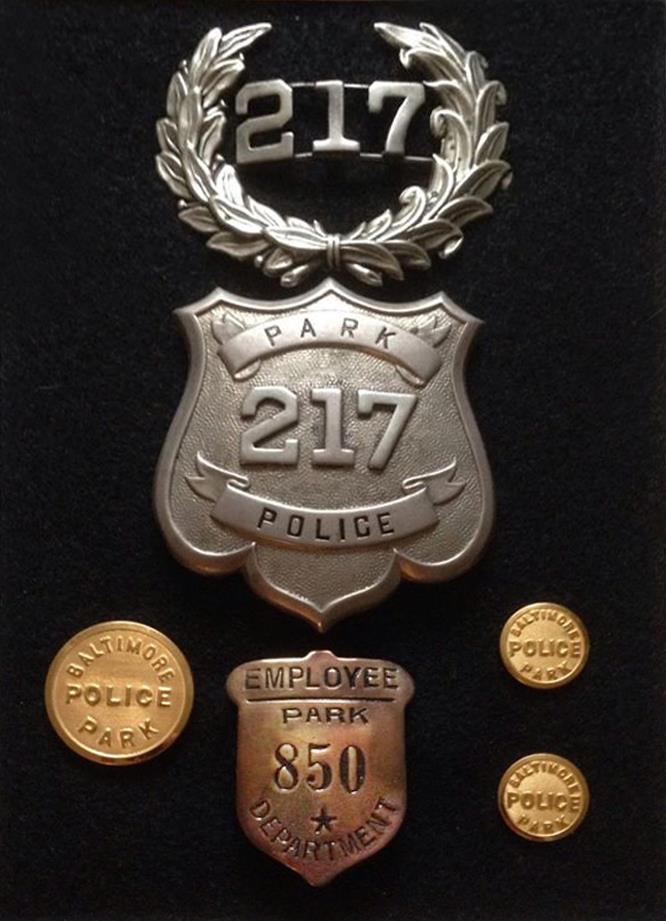 217
PARK
217
POLICE
BALTIMORE
POLICE
PARK
EMPLOYEE
PARK
850
DEPARTMENT
BALTIMORE
POLICE
PARK
BALTIMORE
POLICE
PARK